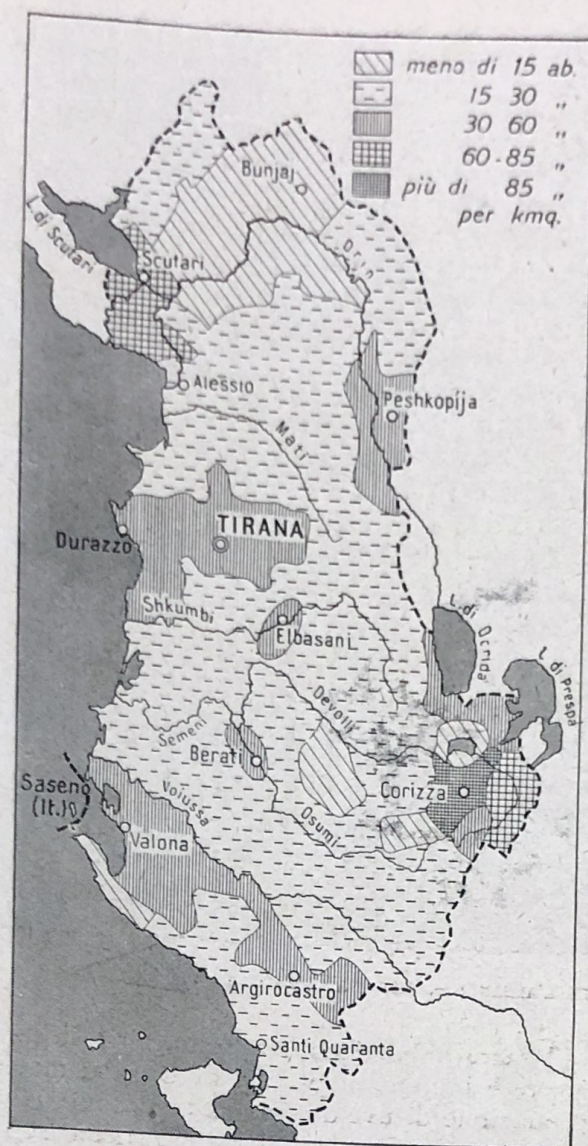 meno di 15 ab.
15 30 „
30 60 „
60-85 „
più di 85 „
per kmq.
Bunjaj
L. di Scutari
Scutari
Drin
Alessio
Peshkopija
Mati
TIRANA
Durazzo
Shkumbi
Elbasani
L. di Ocrida
L. di Prespa
Devolli
Semeni
Berati
Saseno
(It.)
Voiussa
Corizza
Osumi
Valona
Argirocastro
Santi Quaranta